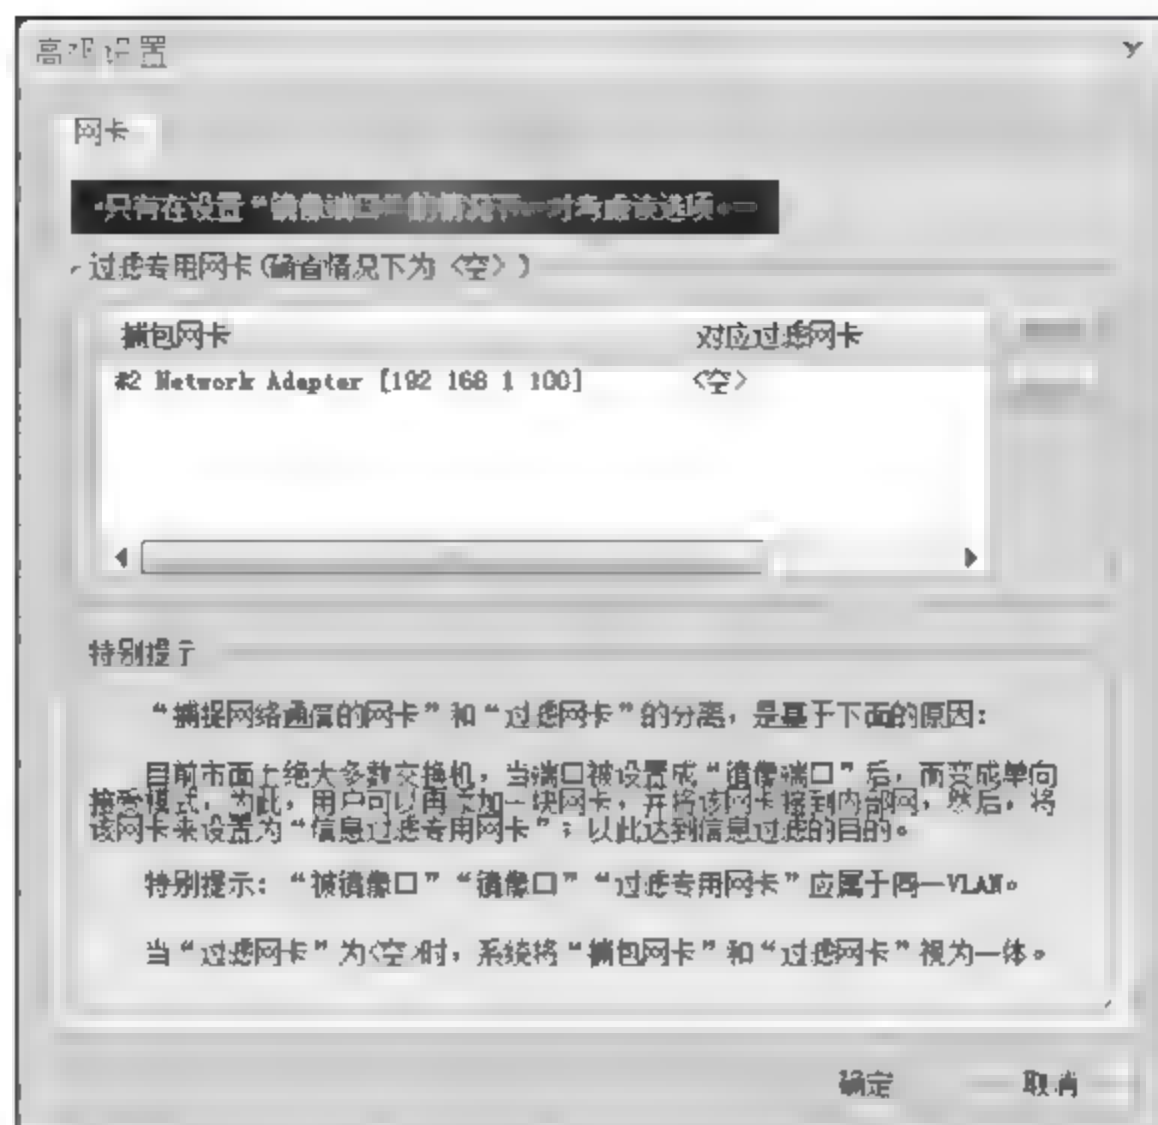 高级设置
网卡
只有在设置“镜像端口”的情况下，才考虑该选项。
过滤专用网卡(确省情况下为〈空〉)
捕包网卡 对应过滤网卡
#2 Network Adapter [192 168 1 100] 〈空〉
特别提示
“捕捉网络通信的网卡”和“过滤网卡”的分离，是基于下面的原因：
目前市面上绝大多数交换机，当端口被设置成“镜像端口”后，而变成单向
接受模式，为此，用户可以再添加一块网卡，并将该网卡接到内部网，然后，将
该网卡来设置为“信息过滤专用网卡”；以此达到信息过滤的目的。
特别提示：“被镜像口”“镜像口”“过滤专用网卡”应属于同一VLAN。
当“过滤网卡”为〈空〉时，系统将“捕包网卡”和“过滤网卡”视为一体。
确定 取消